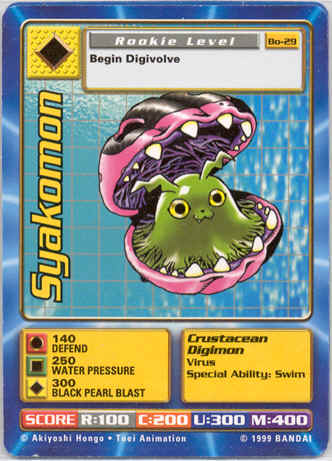 Rookie Level
Bo-29
Begin Digivolve
Syakomon
140
DEFEND
250
WATER PRESSURE
300
BLACK PEARL BLAST
Crustacean
Digimon
Virus
Special Ability: Swim
SCORE R:100 C:200 U:300 M:400
© Akiyoshi Hongo • Toei Animation © 1999 BANDAI